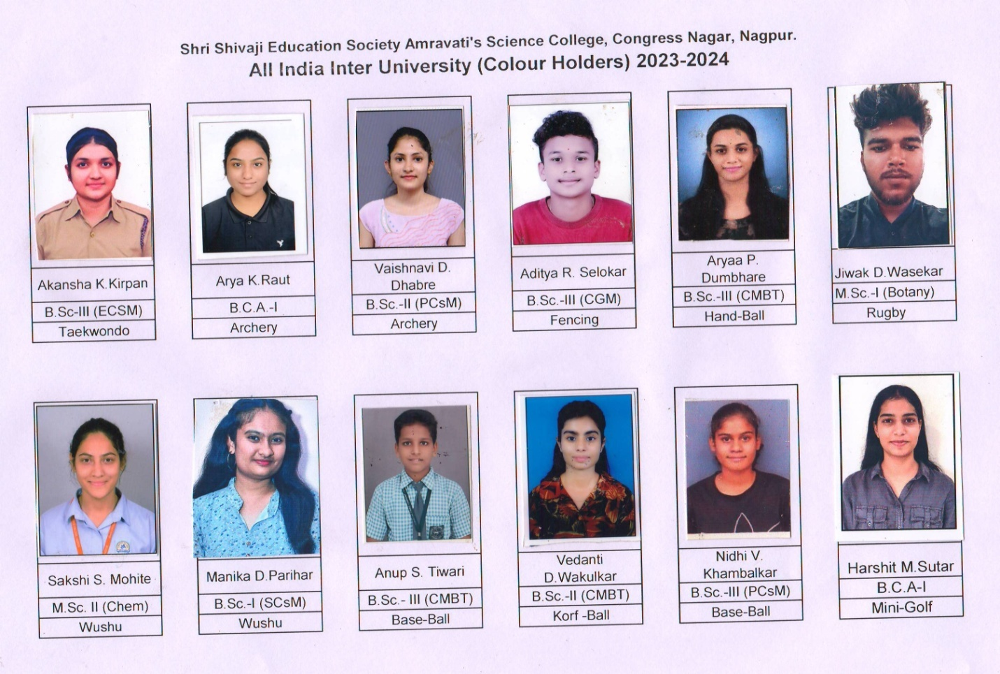 Shri Shivaji Education Society Amravati's Science College, Congress Nagar, Nagpur.
All India Inter University (Colour Holders) 2023-2024
Akansha K.Kirpan
B.Sc-III (ECSM)
Taekwondo
Arya K.Raut
B.C.A.-I
Archery
Vaishnavi D.
Dhabre
B.Sc.-II (PCsM)
Archery
Aditya R. Selokar
B.Sc.-III (CGM)
Fencing
Aryaa P.
Dumbhare
B.Sc.-III (CMBT)
Hand-Ball
Jiwak D.Wasekar
M.Sc.-I (Botany)
Rugby
Sakshi S. Mohite
M.Sc. II (Chem)
Wushu
Manika D.Parihar
B.Sc.-I (SCsM)
Wushu
Anup S. Tiwari
B.Sc.- III (CMBT)
Base-Ball
Vedanti
D.Wakulkar
B.Sc.-II (CMBT)
Korf -Ball
Nidhi V.
Khambalkar
B.Sc.-III (PCsM)
Base-Ball
Harshit M.Sutar
B.C.A-I
Mini-Golf